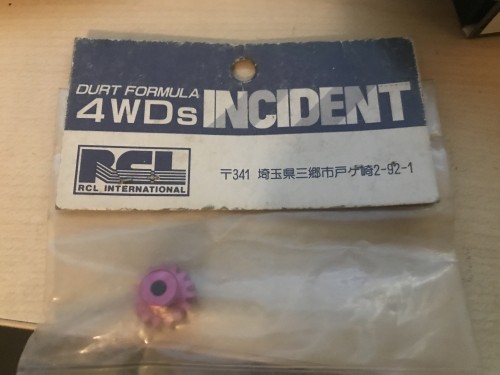 DURT FORMULA
4WDs INCIDENT
RCL
RCL INTERNATIONAL
〒341 埼玉県三郷市戸ケ崎2-92-1